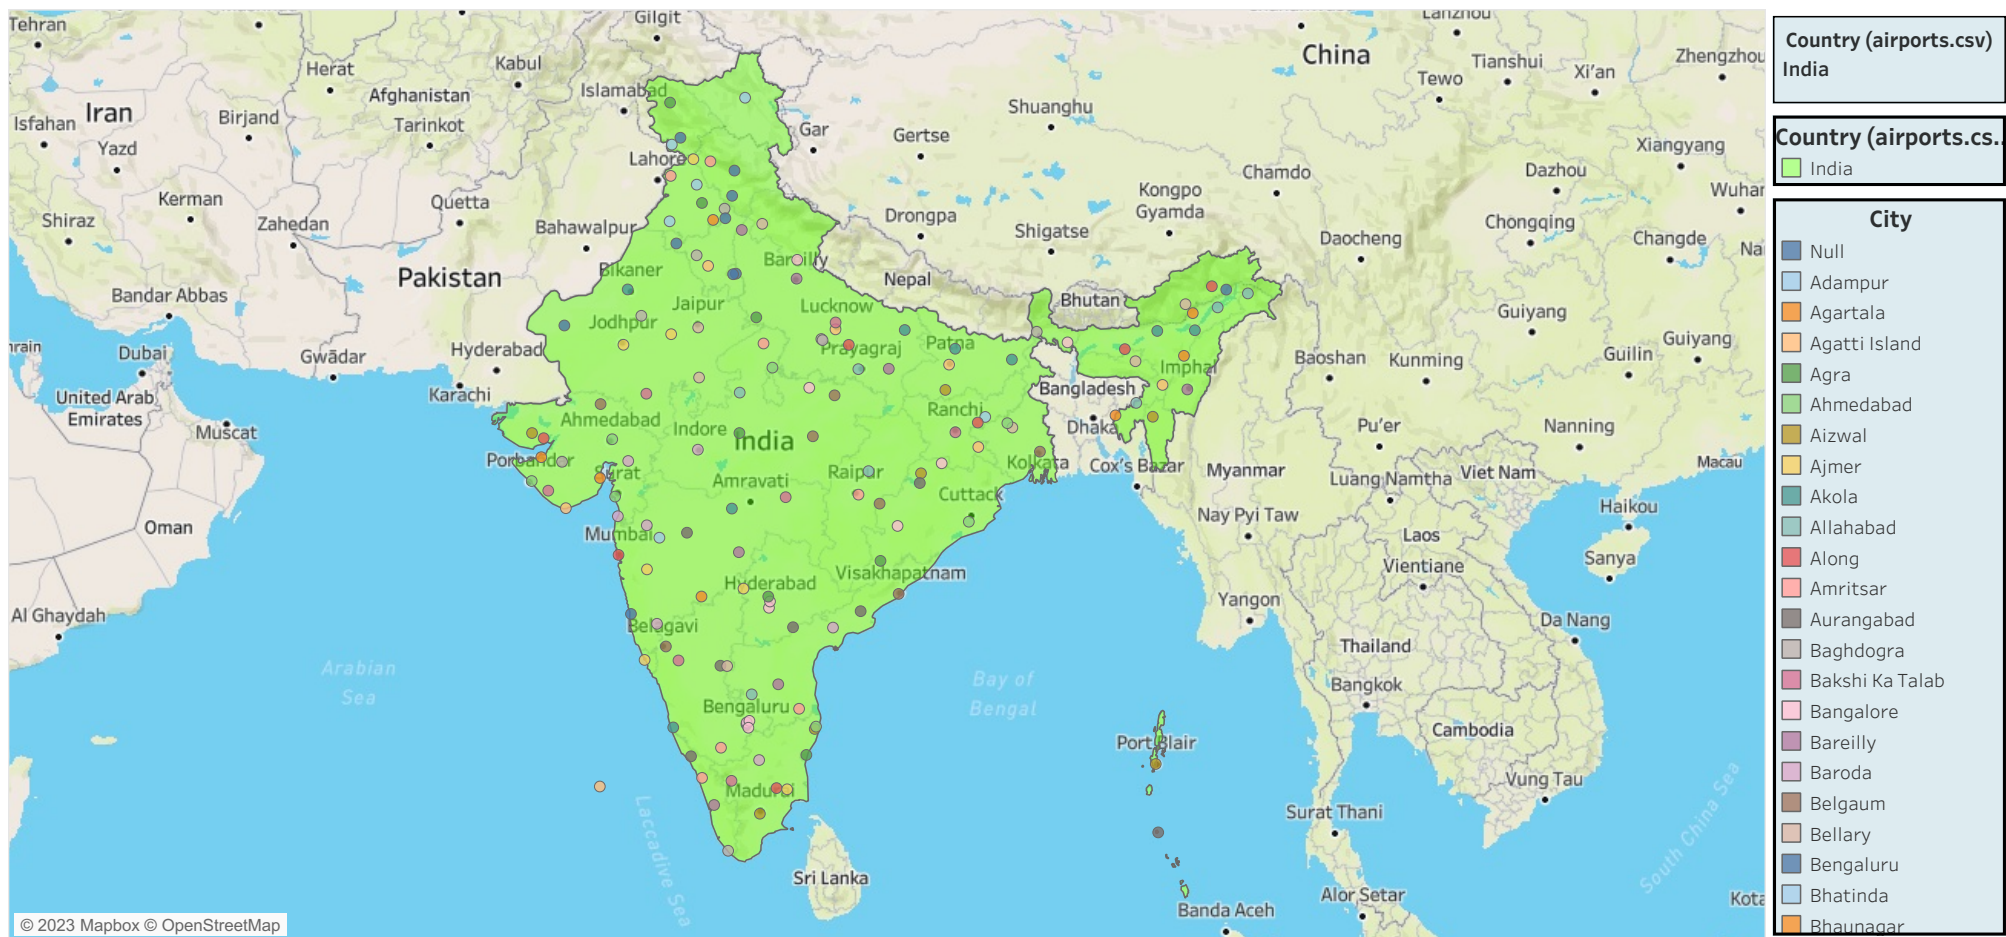 Tehran
Gilgit
Lanzhou
Kabul
China
Tianshui
Zhengzhou
Herat
Islamabad
Tewo
Xi'an
Afghanistan
Iran
Shuanghu
Isfahan
Birjand
Tarinkot
Gar
Gertse
Yazd
Lahore
Xiangyang
Chamdo
Dazhou
Kerman
Quetta
Kongpo
Gyamda
Wuhan
Shiraz
Zahedan
Bahawalpur
Drongpa
Chongqing
Shigatse
Daocheng
Changde
Bareilly
Bikaner
Pakistan
Nepal
Bandar Abbas
Bhutan
Jaipur
Lucknow
Guiyang
Jodhpur
Dubai
Gwādar
Hyderabad
Prayagraj
Patna
Imphal
Baoshan
Kunming
Guilin
Guiyang
Karachi
Bangladesh
United Arab
Emirates
Ahmedabad
Ranchi
Dhaka
Pu'er
Nanning
Muscat
Indore
India
Porbandar
Surat
Raipur
Kolkata
Cox's Bazar
Myanmar
Luang Namtha
Viet Nam
Macau
Amravati
Cuttack
Oman
Mumbai
Nay Pyi Taw
Laos
Haikou
Vientiane
Sanya
Hyderabad
Visakhapatnam
Al Ghaydah
Yangon
Da Nang
Belagavi
Thailand
Arabian
Sea
Bay of
Bengal
Bangkok
Bengaluru
Cambodia
Port Blair
Vung Tau
Madurai
Surat Thani
Laccadive Sea
South China Sea
Sri Lanka
Alor Setar
Banda Aceh
© 2023 Mapbox © OpenStreetMap
Country (airports.csv)
India
Country (airports.cs..
India
City
Null
Adampur
Agartala
Agatti Island
Agra
Ahmedabad
Aizwal
Ajmer
Akola
Allahabad
Along
Amritsar
Aurangabad
Baghdogra
Bakshi Ka Talab
Bangalore
Bareilly
Baroda
Belgaum
Bellary
Bengaluru
Bhatinda
Bhaunagar